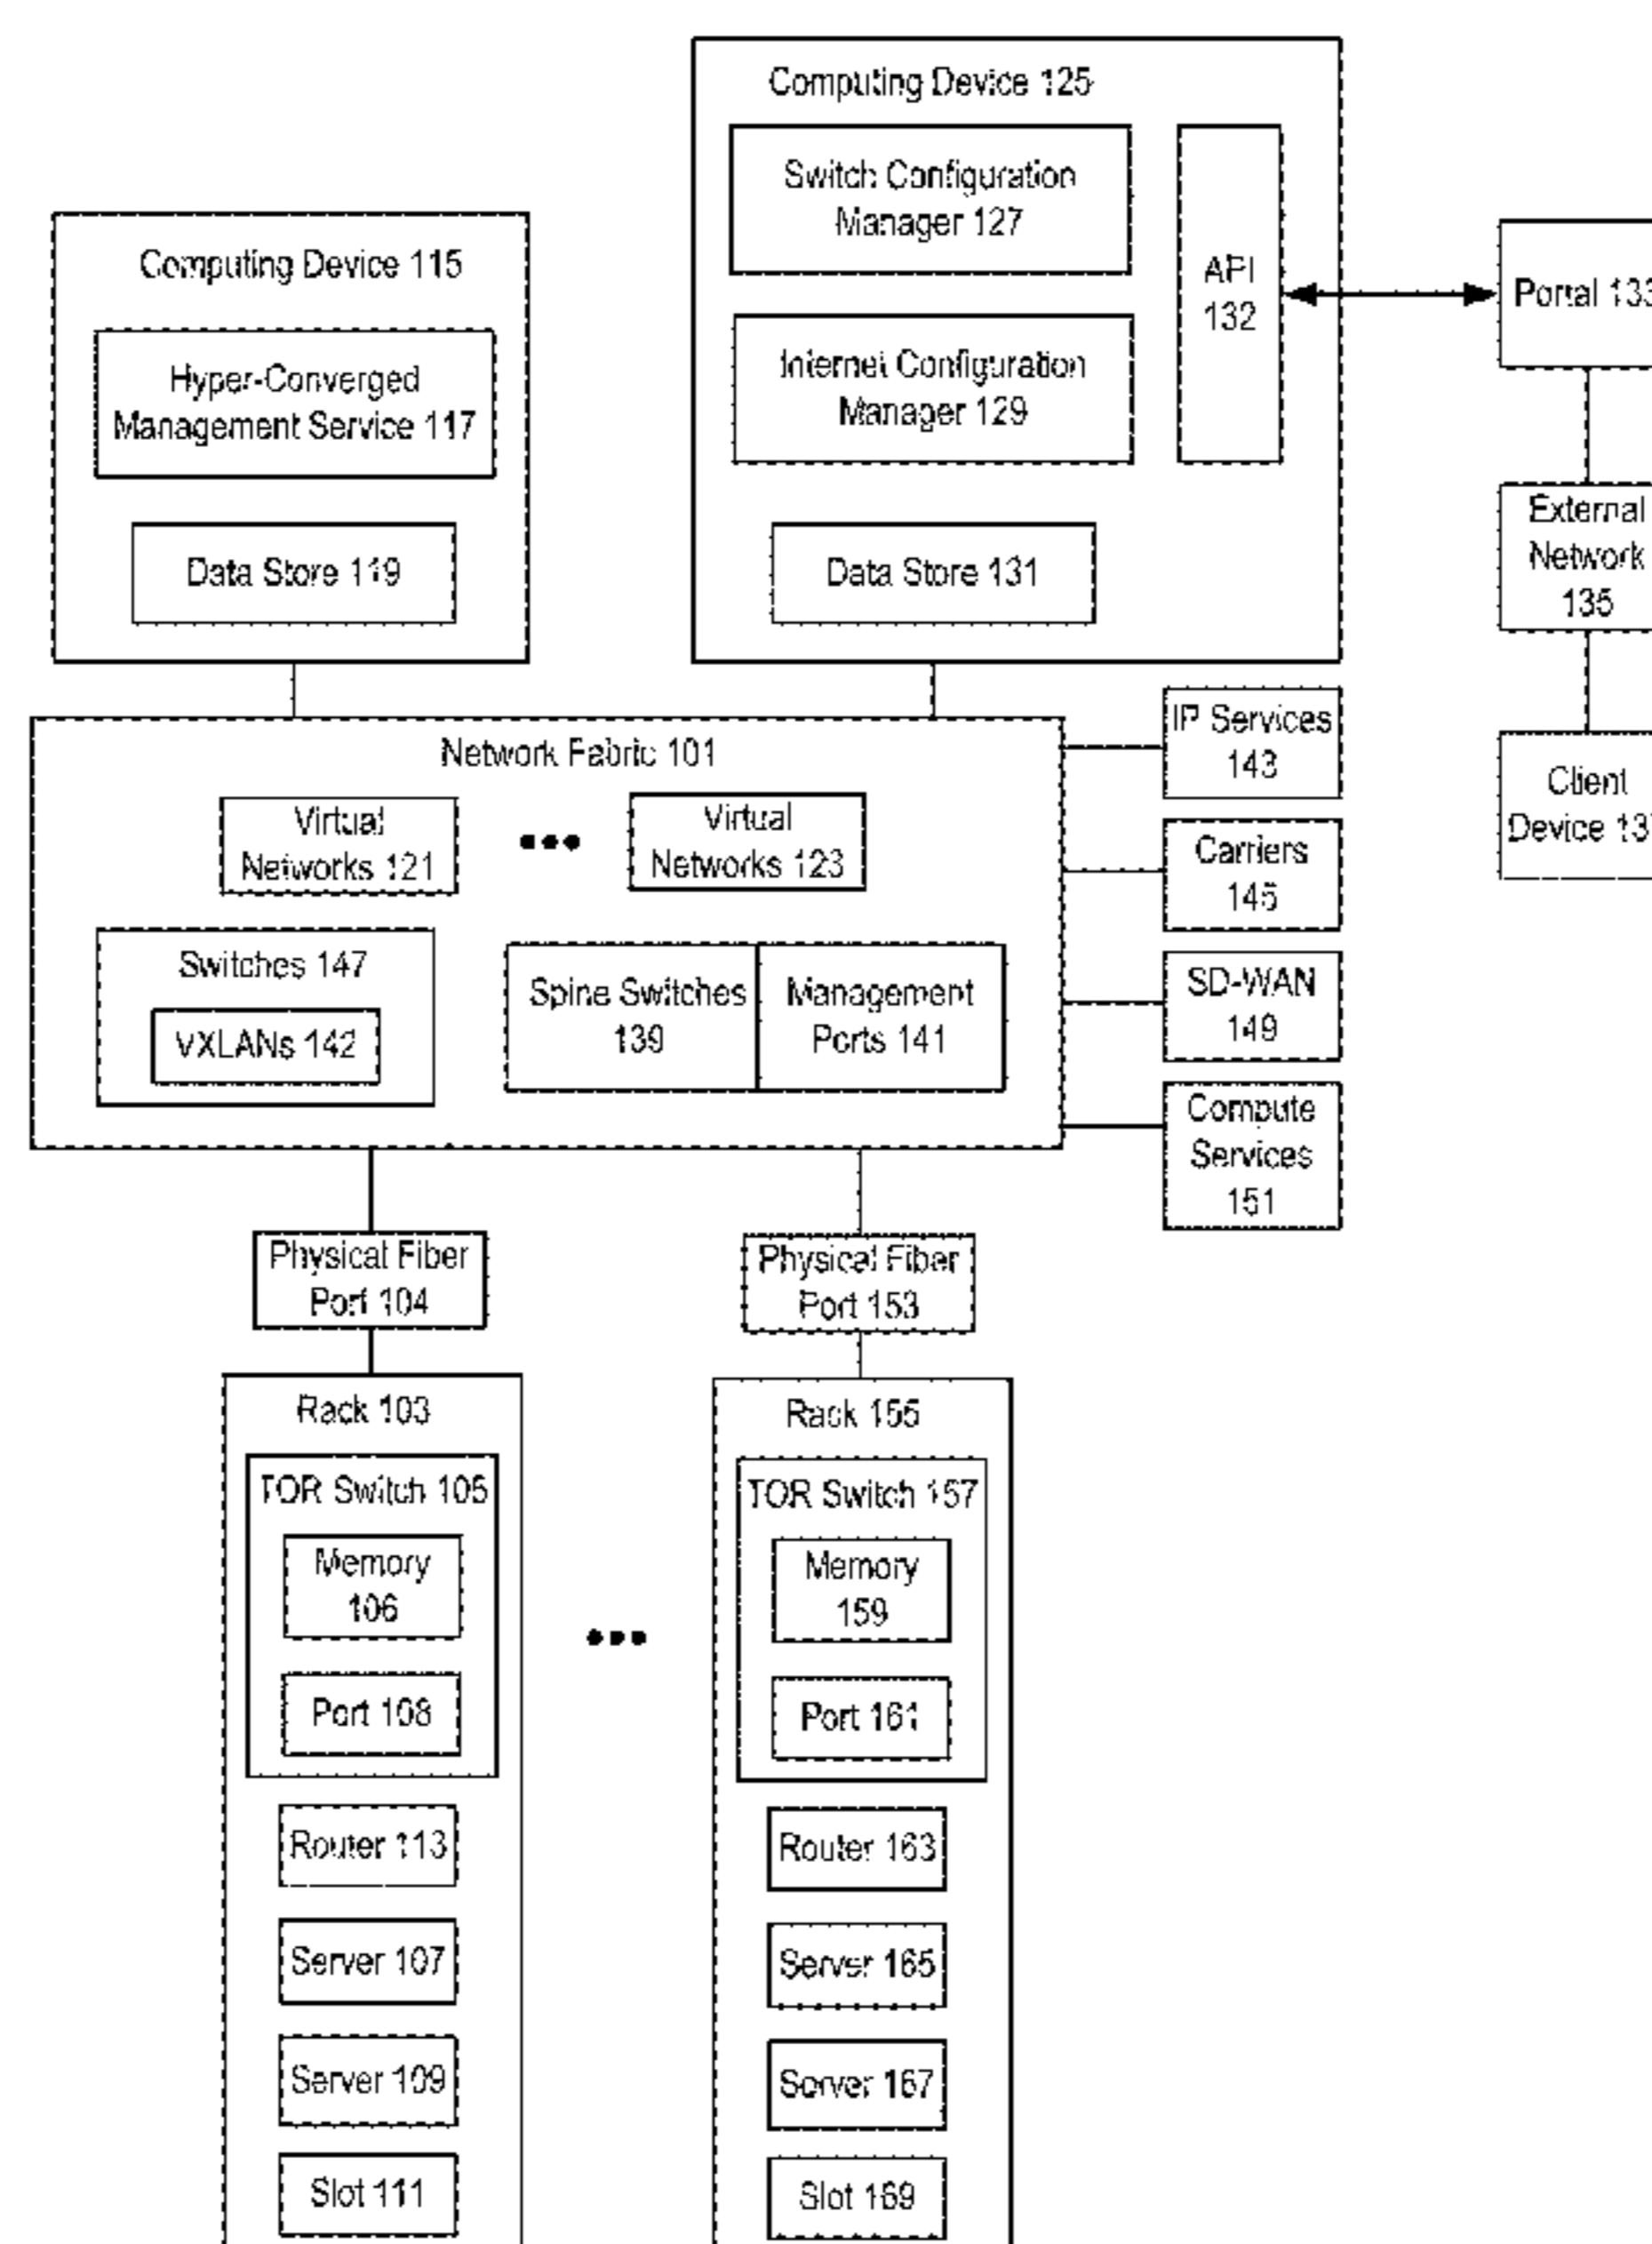 Computing Device 125
Switch Configuration
Manager 127
API
132
Internet Configuration
Manager 129
Data Store 131
Computing Device 115
Hyper-Converged
Management Service 117
Data Store 119
Portal 133
External
Network
135
Client
Device 13
Network Fabric 101
Virtual
Networks 121
•••
Virtual
Networks 123
Switches 147
VXLANs 142
Spine Switches
139
Management
Ports 141
IP Services
143
Carriers
145
SD-WAN
149
Compute
Services
151
Physical Fiber
Port 104
Physical Fiber
Port 153
Rack 103
TOR Switch 105
Memory
106
Port 108
Router 113
Server 107
Server 109
Slot 111
•••
Rack 155
TOR Switch 157
Memory
159
Port 161
Router 163
Server 165
Server 167
Slot 169